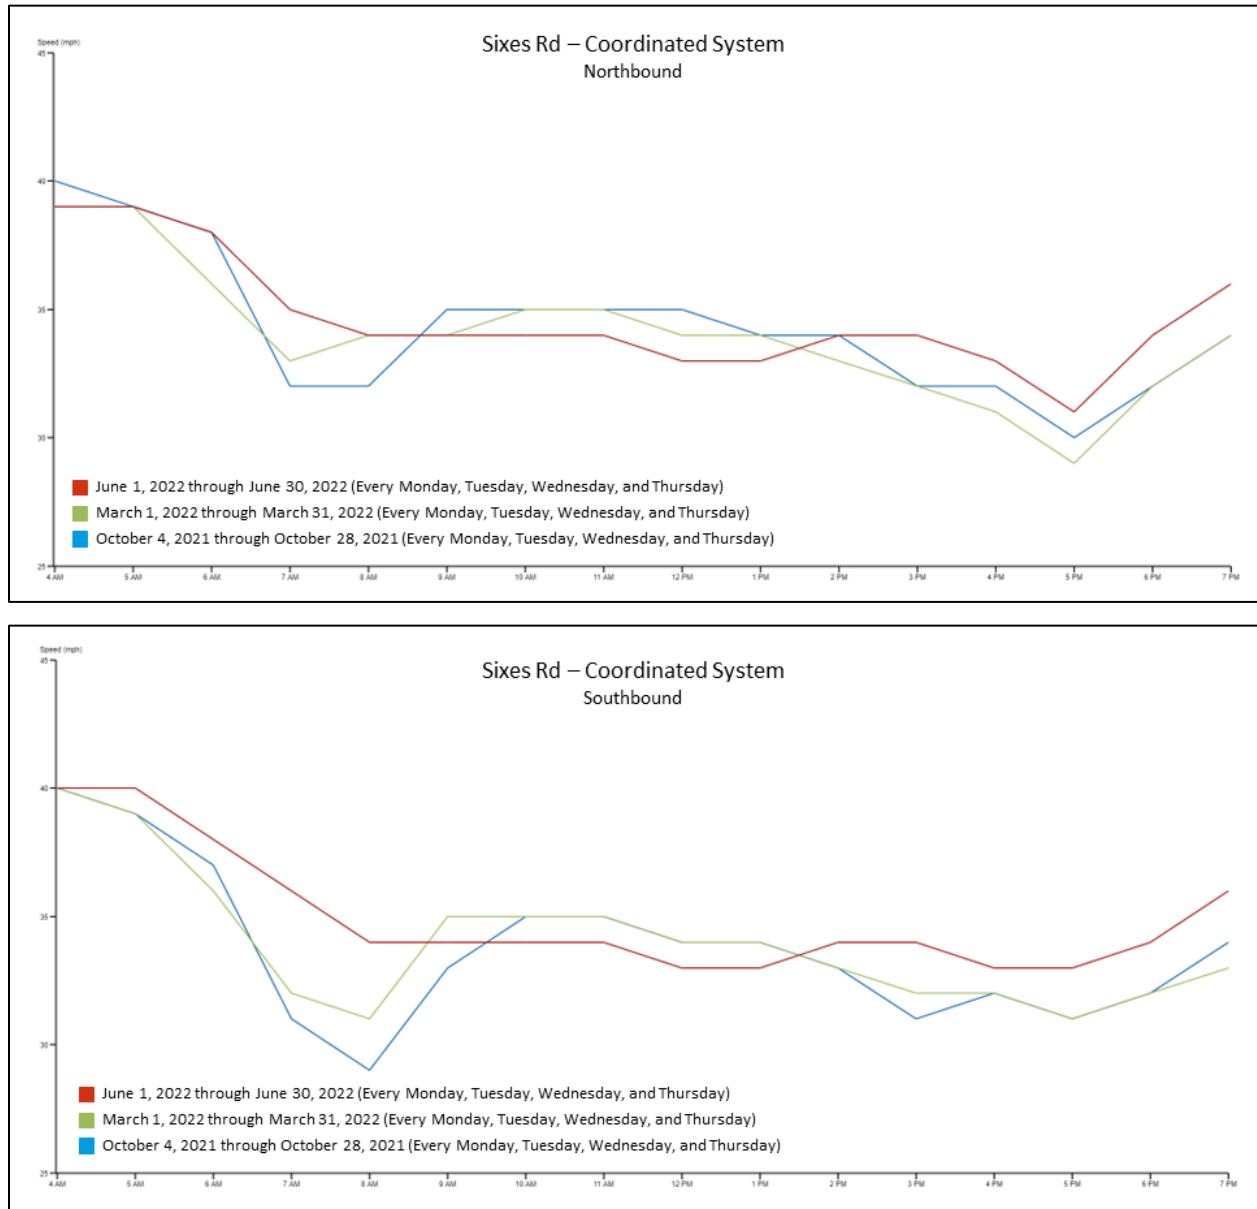 Speed (mph)
Sixes Rd – Coordinated System
Northbound
45
40
35
30
25
June 1, 2022 through June 30, 2022 (Every Monday, Tuesday, Wednesday, and Thursday)
March 1, 2022 through March 31, 2022 (Every Monday, Tuesday, Wednesday, and Thursday)
October 4, 2021 through October 28, 2021 (Every Monday, Tuesday, Wednesday, and Thursday)
4 AM 5 AM 6 AM 7 AM 8 AM 9 AM 10 AM 11 AM 12 PM 1 PM 2 PM 3 PM 4 PM 5 PM 6 PM 7 PM
Speed (mph)
Sixes Rd – Coordinated System
Southbound
45
40
35
30
25
June 1, 2022 through June 30, 2022 (Every Monday, Tuesday, Wednesday, and Thursday)
March 1, 2022 through March 31, 2022 (Every Monday, Tuesday, Wednesday, and Thursday)
October 4, 2021 through October 28, 2021 (Every Monday, Tuesday, Wednesday, and Thursday)
4 AM 5 AM 6 AM 7 AM 8 AM 9 AM 10 AM 11 AM 12 PM 1 PM 2 PM 3 PM 4 PM 5 PM 6 PM 7 PM